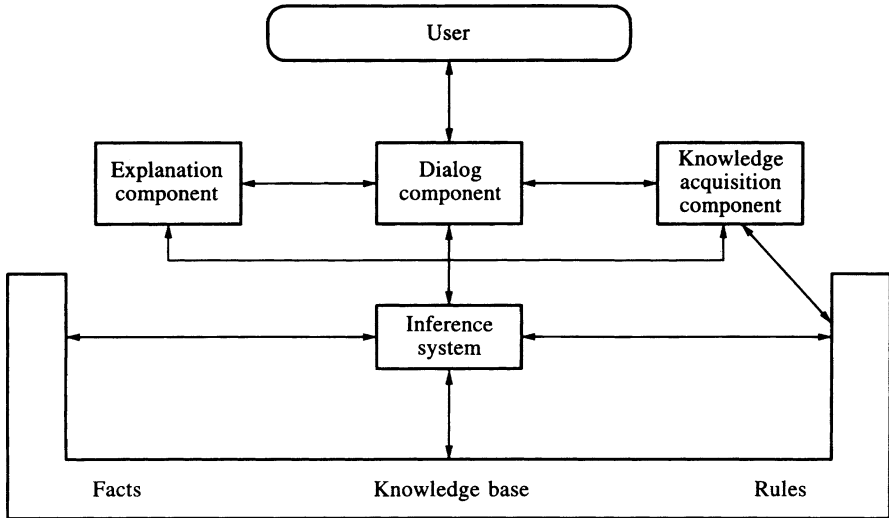 User
Explanation
component
Dialog
component
Knowledge
acquisition
component
Inference
system
Facts
Knowledge base
Rules